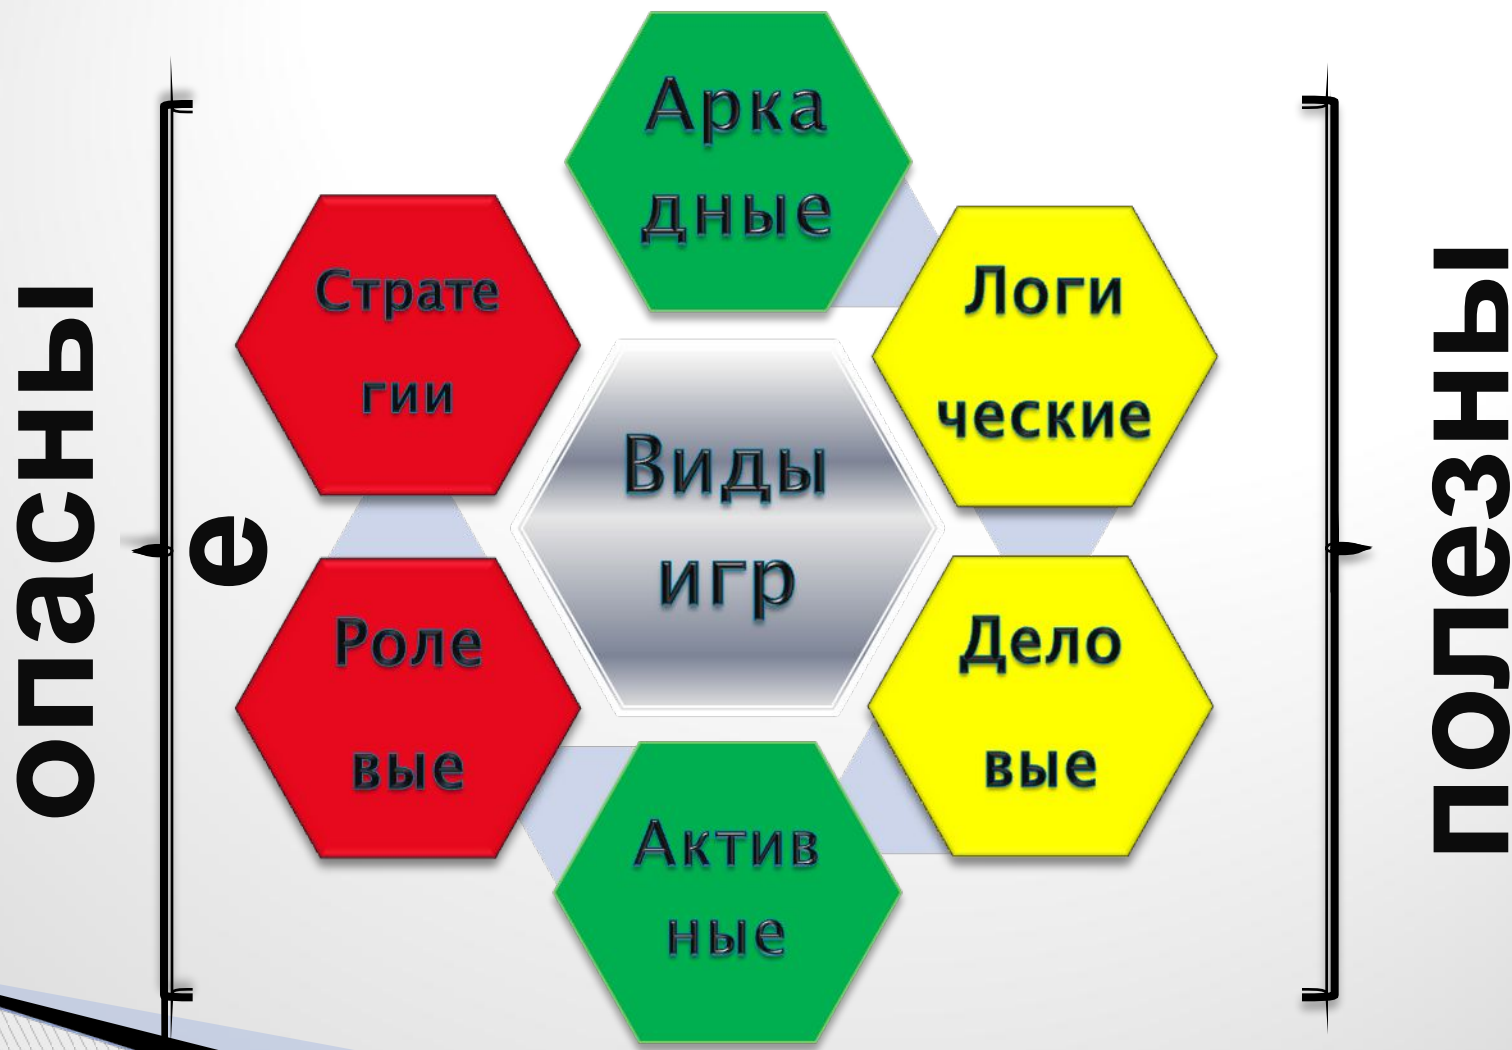 опасны
е
Арка
дные
Страте
гии
Логи
ческие
Виды
игр
Роле
вые
Дело
вые
Актив
ные
полезны